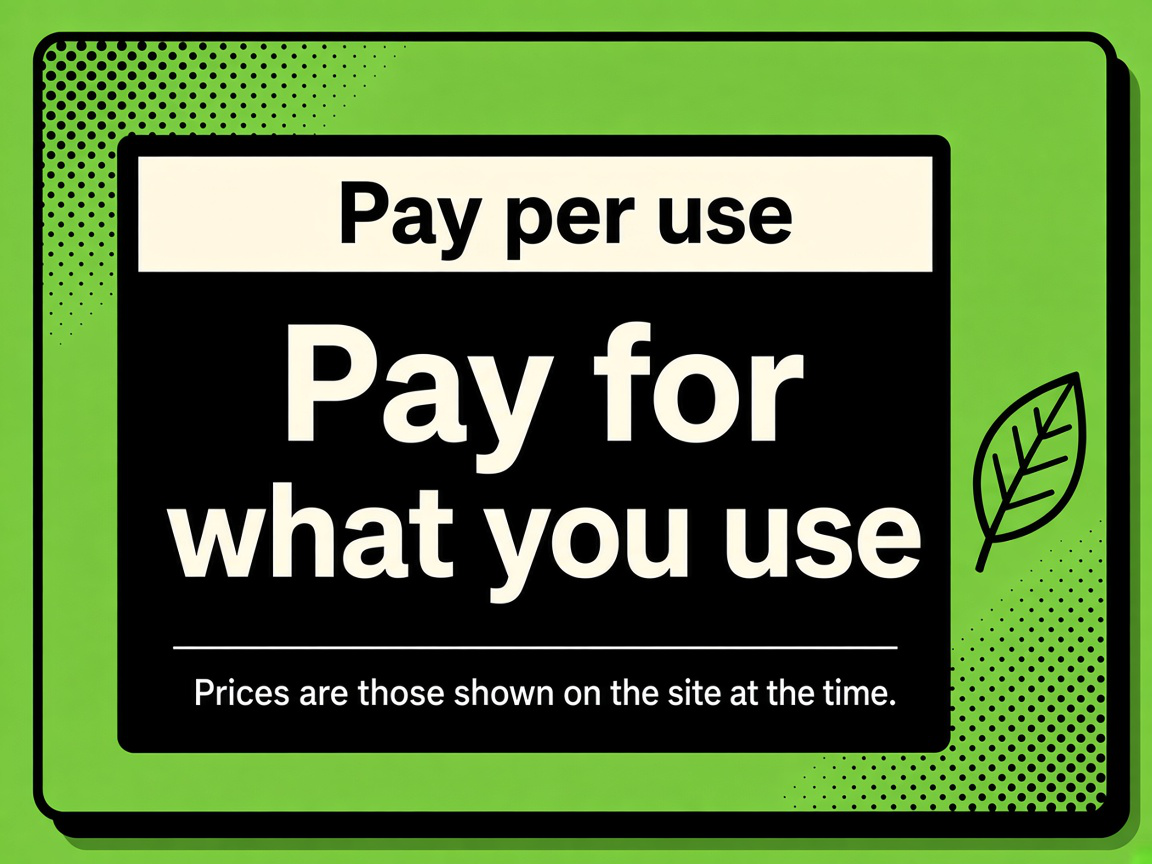 Pay per use
Pay for
what you use
Prices are those shown on the site at the time.